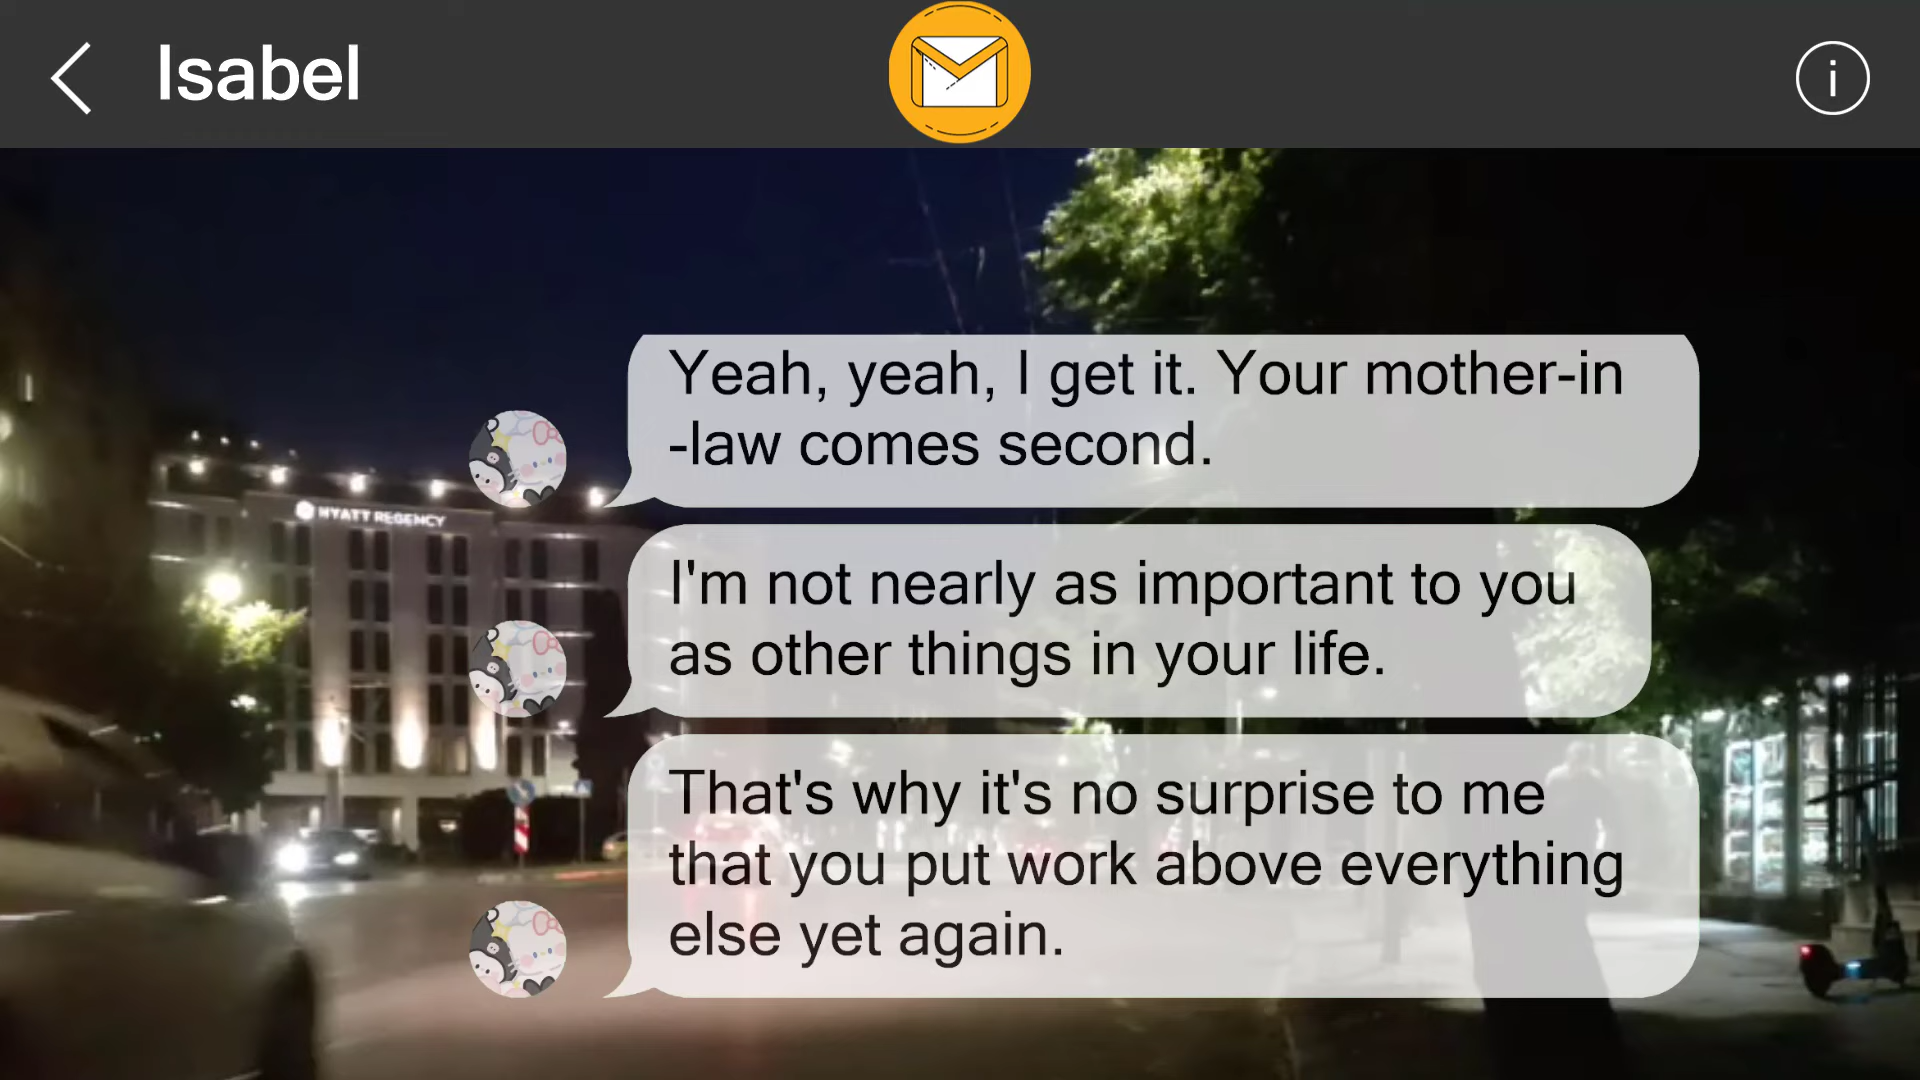 Isabel
i
Yeah, yeah, I get it. Your mother-in
-law comes second.
HYATT REGENCY
I'm not nearly as important to you
as other things in your life.
That's why it's no surprise to me
that you put work above everything
else yet again.